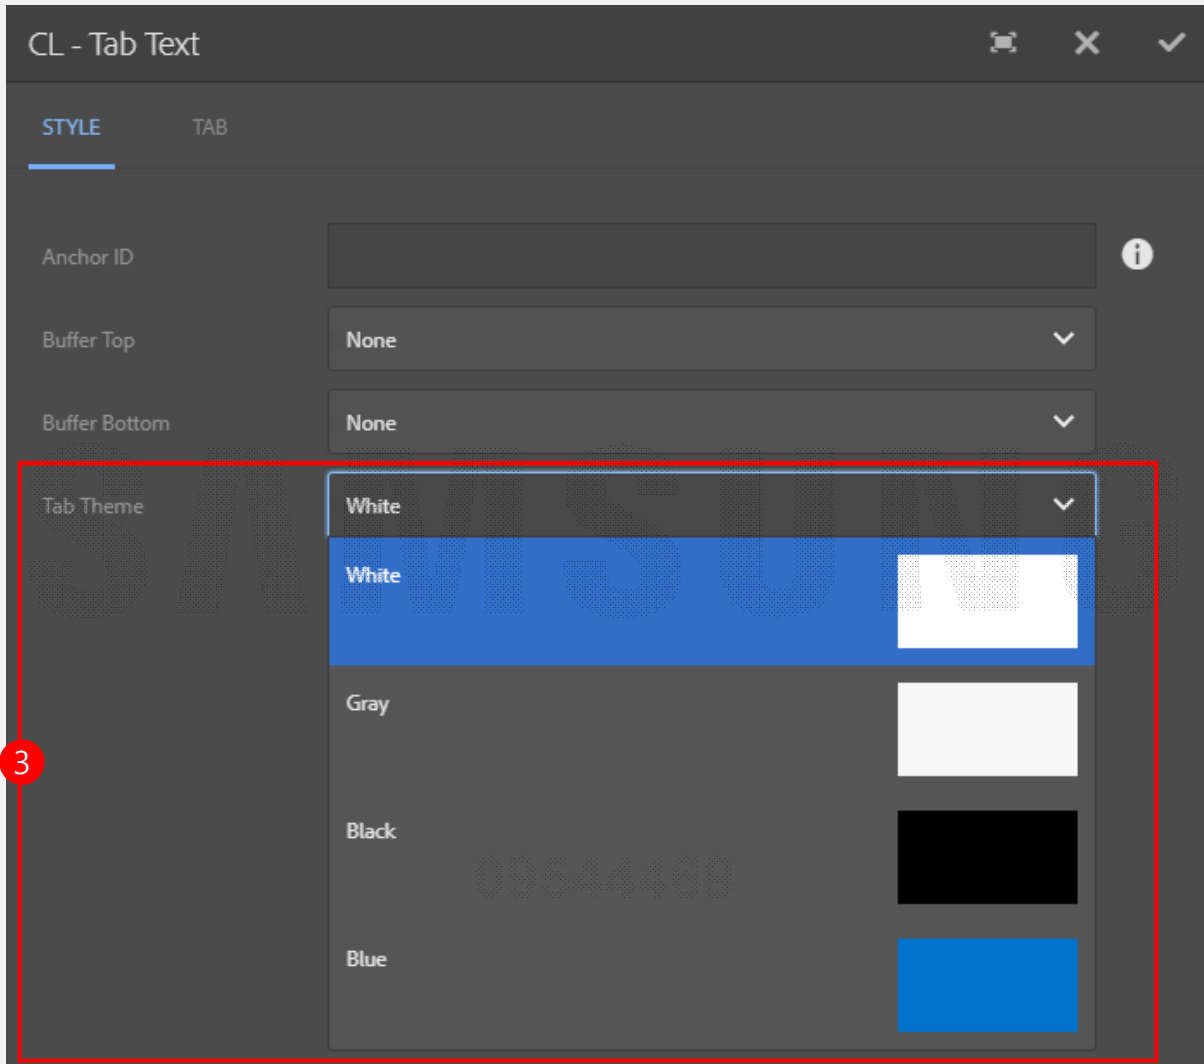 CL - Tab Text
STYLE TAB
Anchor ID
Buffer Top None
Buffer Bottom None
SAMSUNG
Tab Theme White
White
Gray
3
Black
09544469
Blue